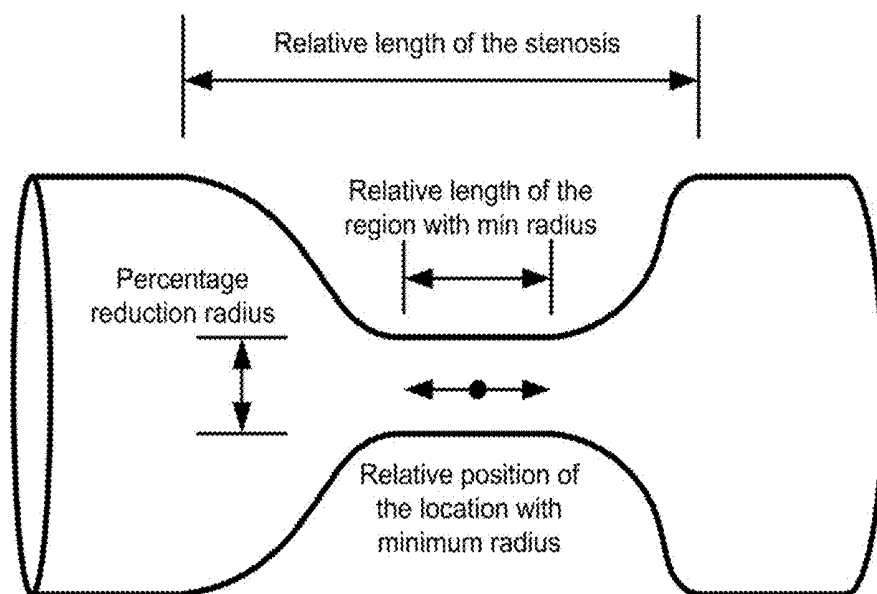 Relative length of the stenosis
Relative length of the
region with min radius
Percentage
reduction radius
Relative position of
the location with
minimum radius